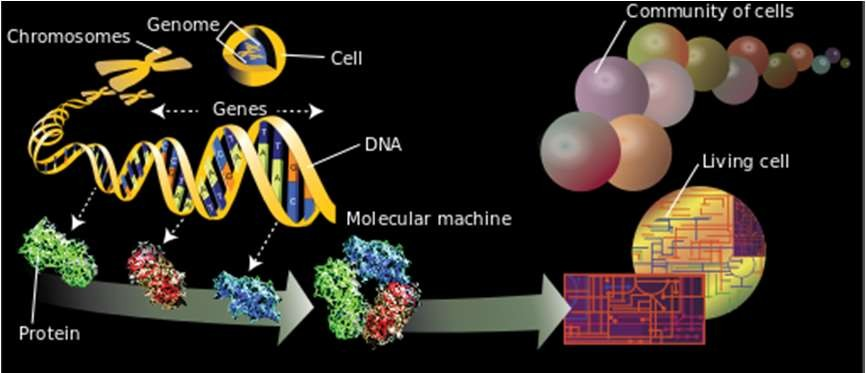 Genome
Chromosomes
Cell
Genes
DNA
Molecular machine
Protein
Community of cells
Living cell